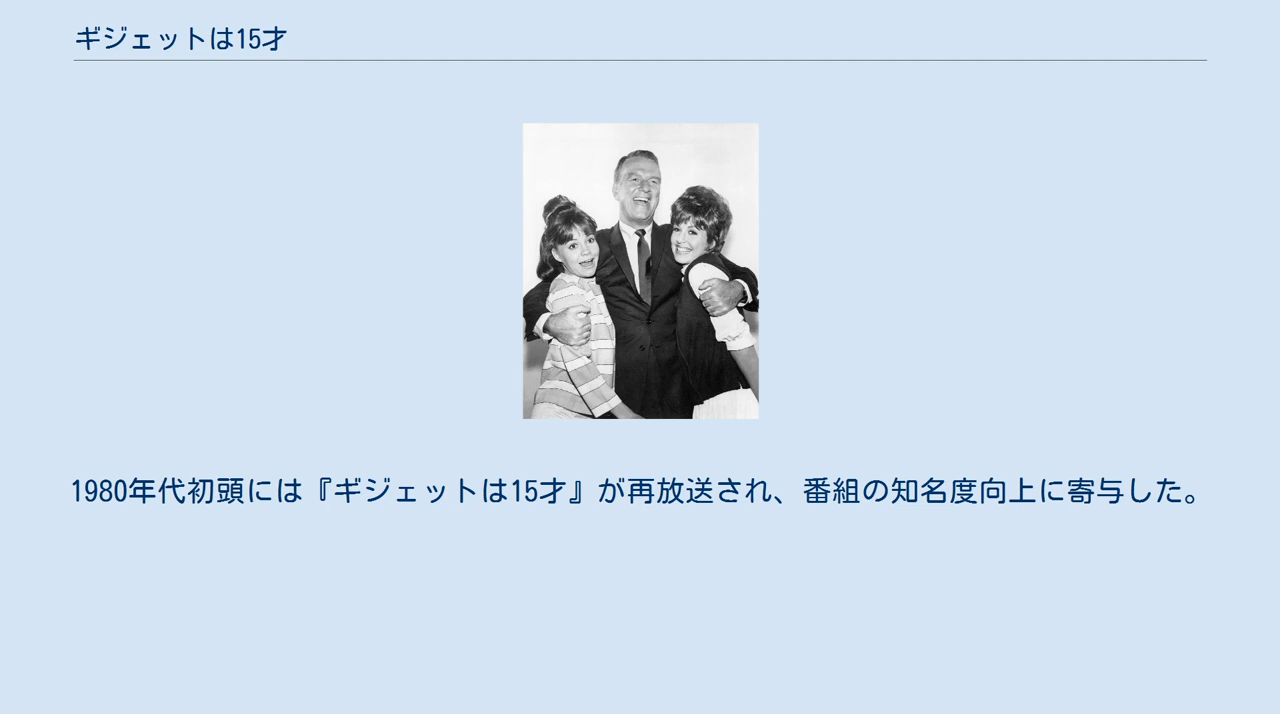 ギジェットは15才
1980年代初頭には『ギジェットは15才』が再放送され、番組の知名度向上に寄与した。